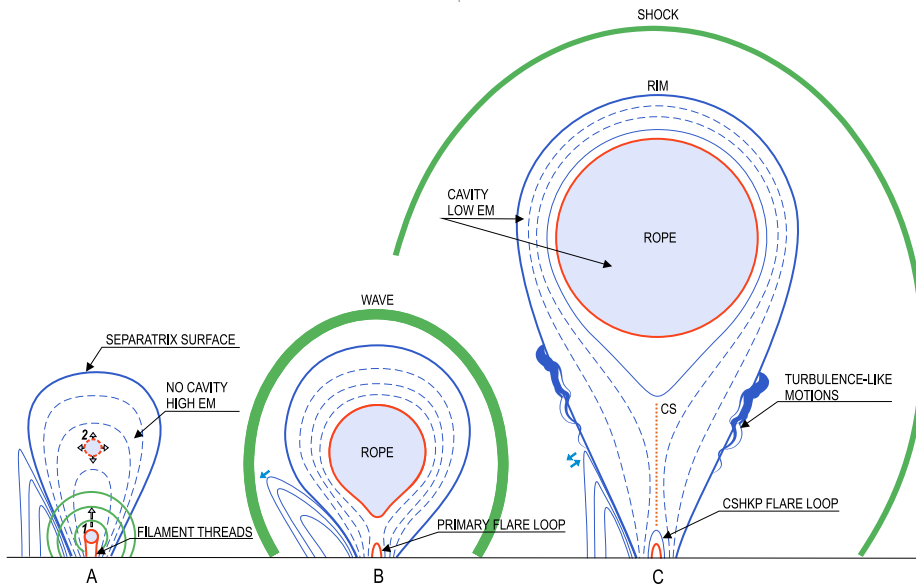 SHOCK
RIM
CAVITY
LOW EM
ROPE
WAVE
SEPARATRIX SURFACE
NO CAVITY
HIGH EM
TURBULENCE-LIKE
MOTIONS
CS
2
ROPE
CSHKP FLARE LOOP
1
FILAMENT THREADS
PRIMARY FLARE LOOP
A
B
C